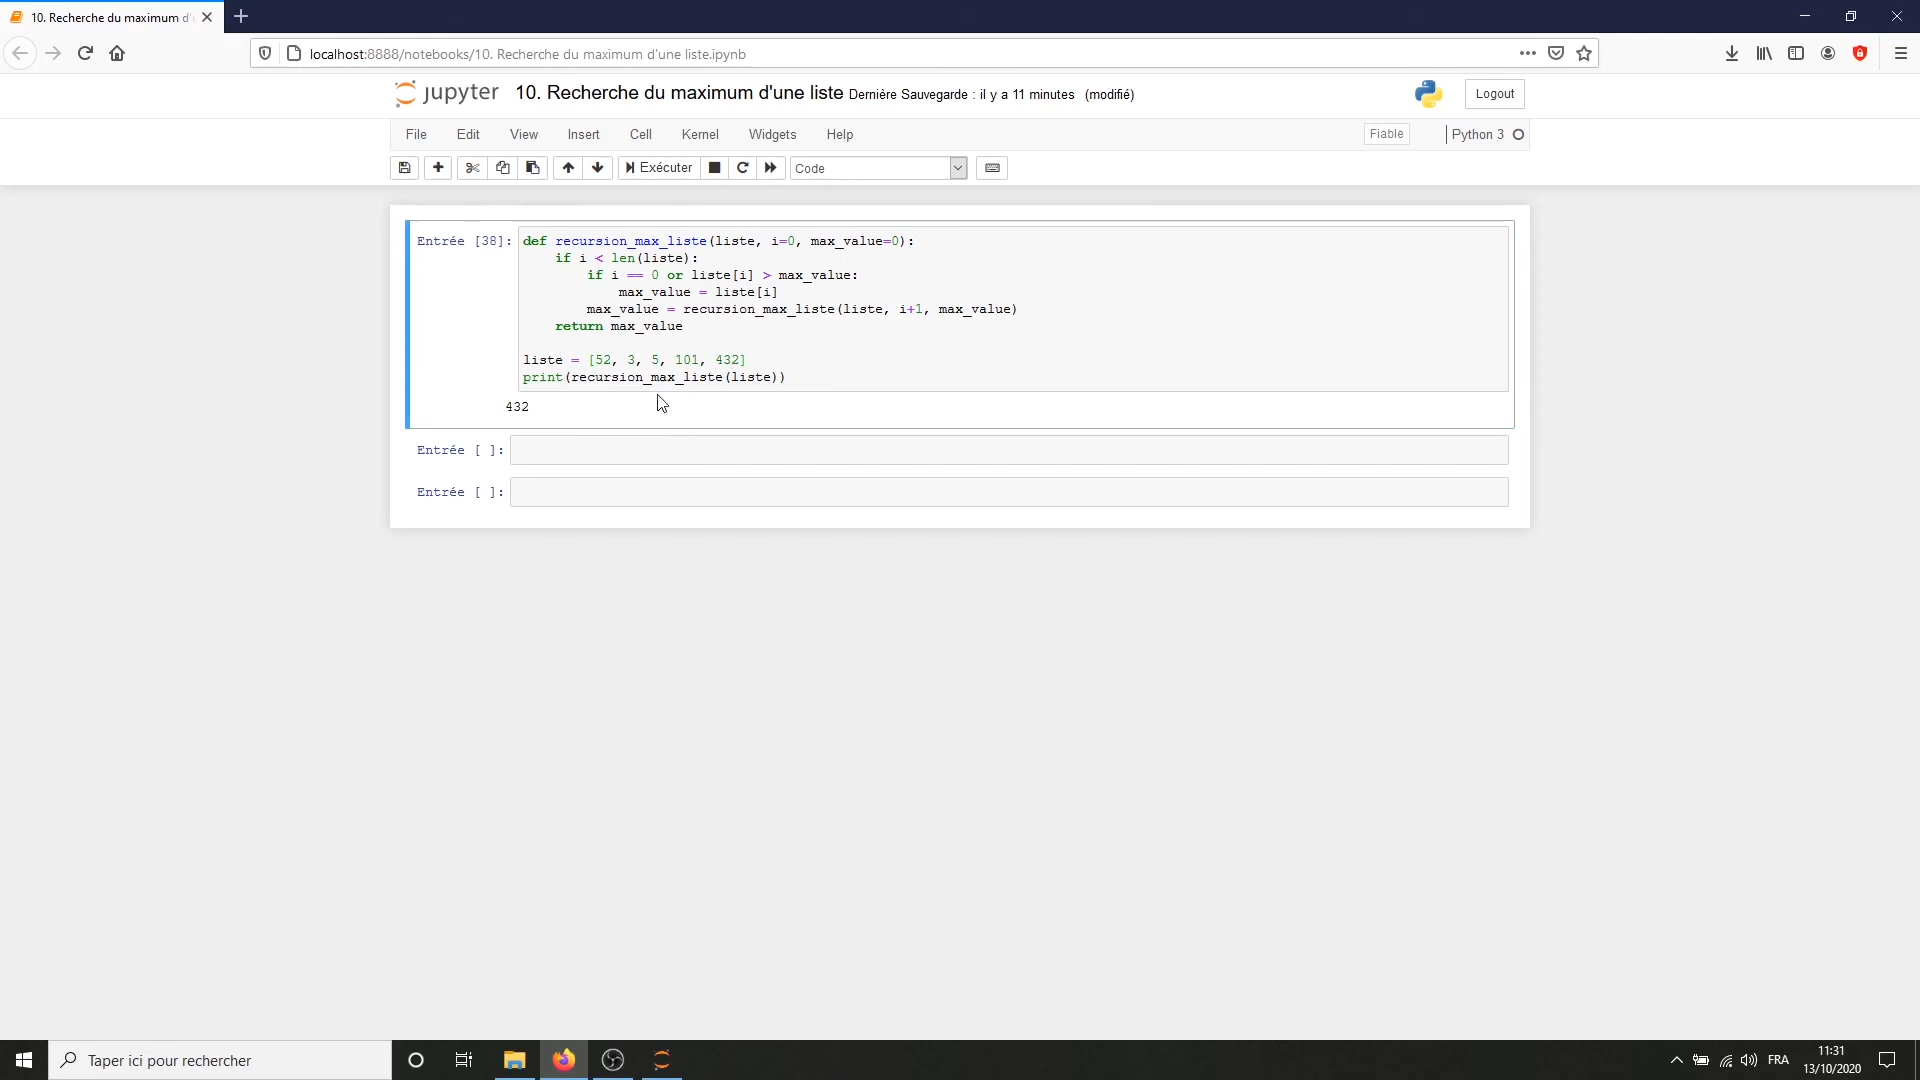 10. Recherche du maximum d'
localhost:8888/notebooks/10. Recherche du maximum d'une liste.ipynb
jupyter 10. Recherche du maximum d'une liste Dernière Sauvegarde : il y a 11 minutes (modifié) Logout
File Edit View Insert Cell Kernel Widgets Help Fiable Python 3
Exécuter Code
Entrée [38]: def recursion_max_liste(liste, i=0, max_value=0):
if i < len(liste):
if i == 0 or liste[i] > max_value:
max_value = liste[i]
max_value = recursion_max_liste(liste, i+1, max_value)
return max_value
liste = [52, 3, 5, 101, 432]
print(recursion_max_liste(liste))
432
Entrée [ ]:
Entrée [ ]:
Taper ici pour rechercher
FRA
11:31
13/10/2020